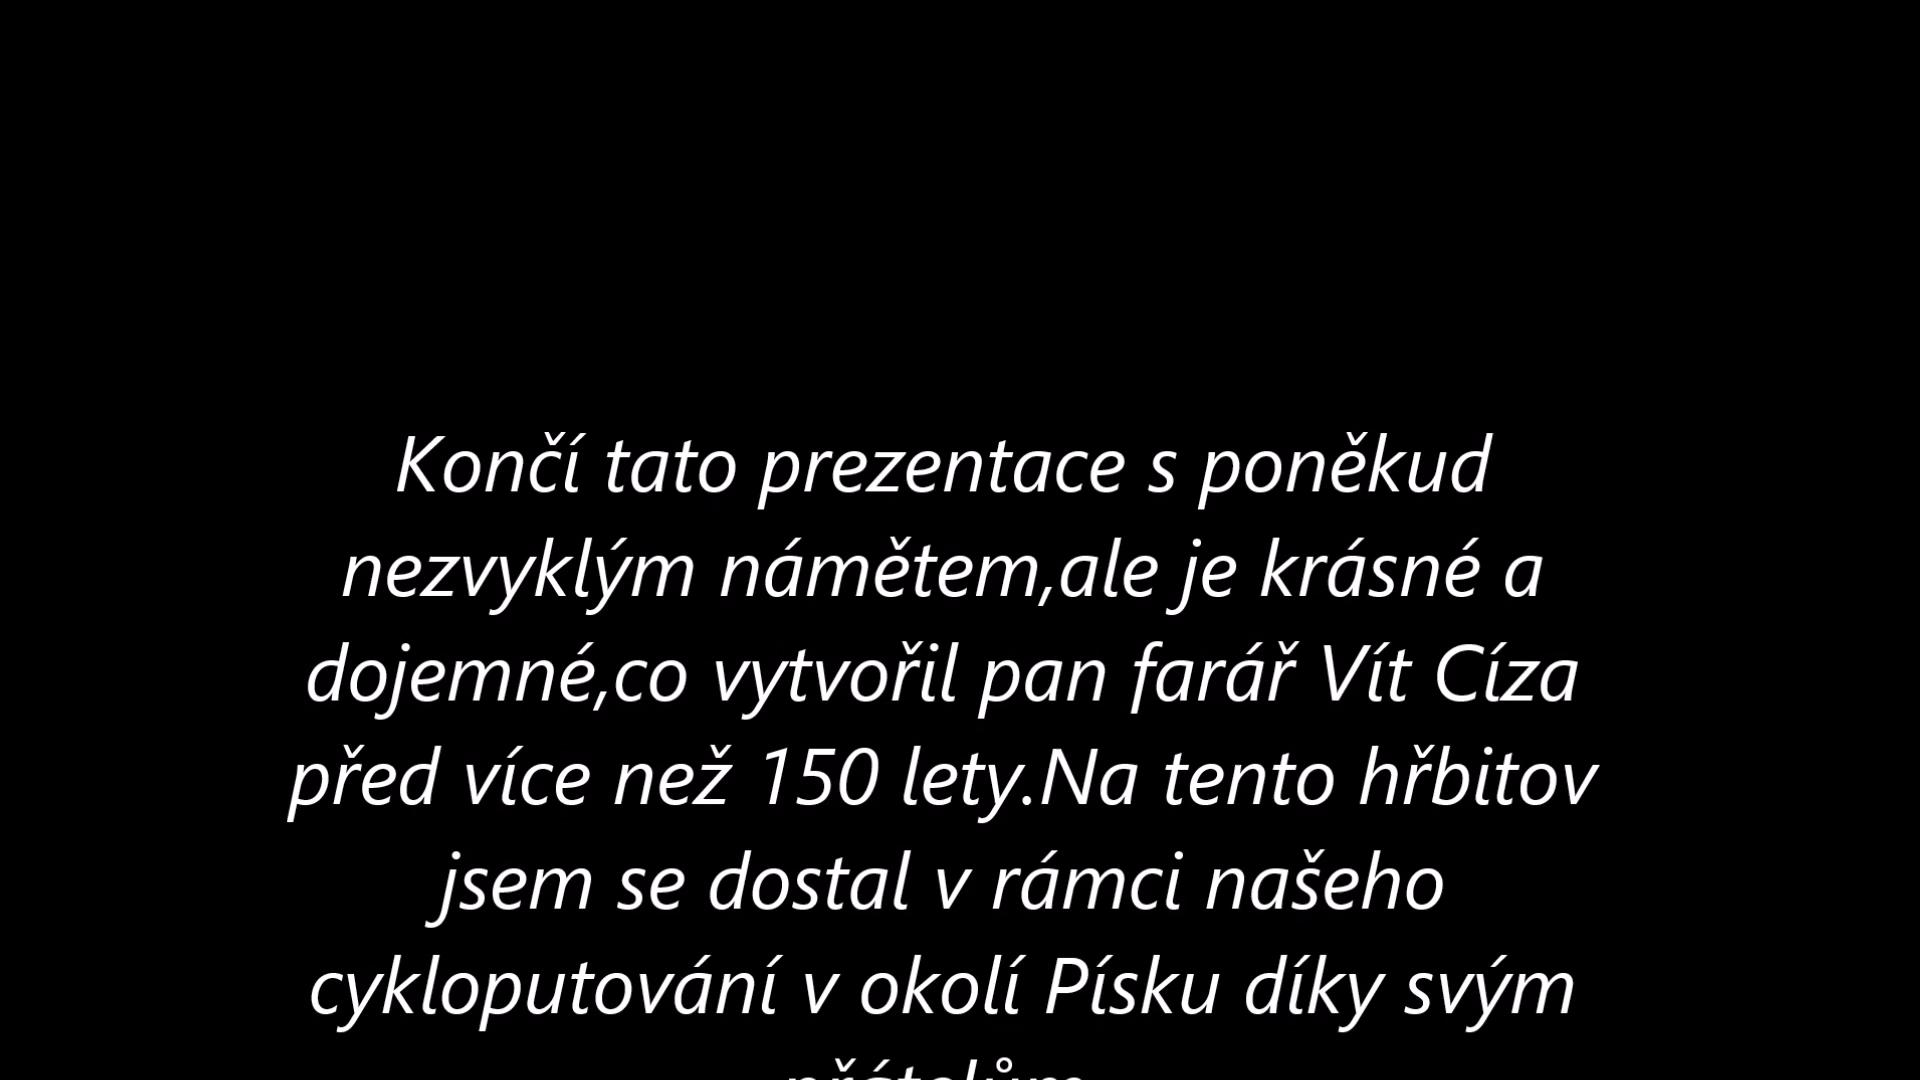 Končí tato prezentace s poněkud
nezvyklým námětem,ale je krásné a
dojemné,co vytvořil pan farář Vít Cíza
před více než 150 lety.Na tento hřbitov
jsem se dostal v rámci našeho
cykloputování v okolí Písku díky svým
přátelům